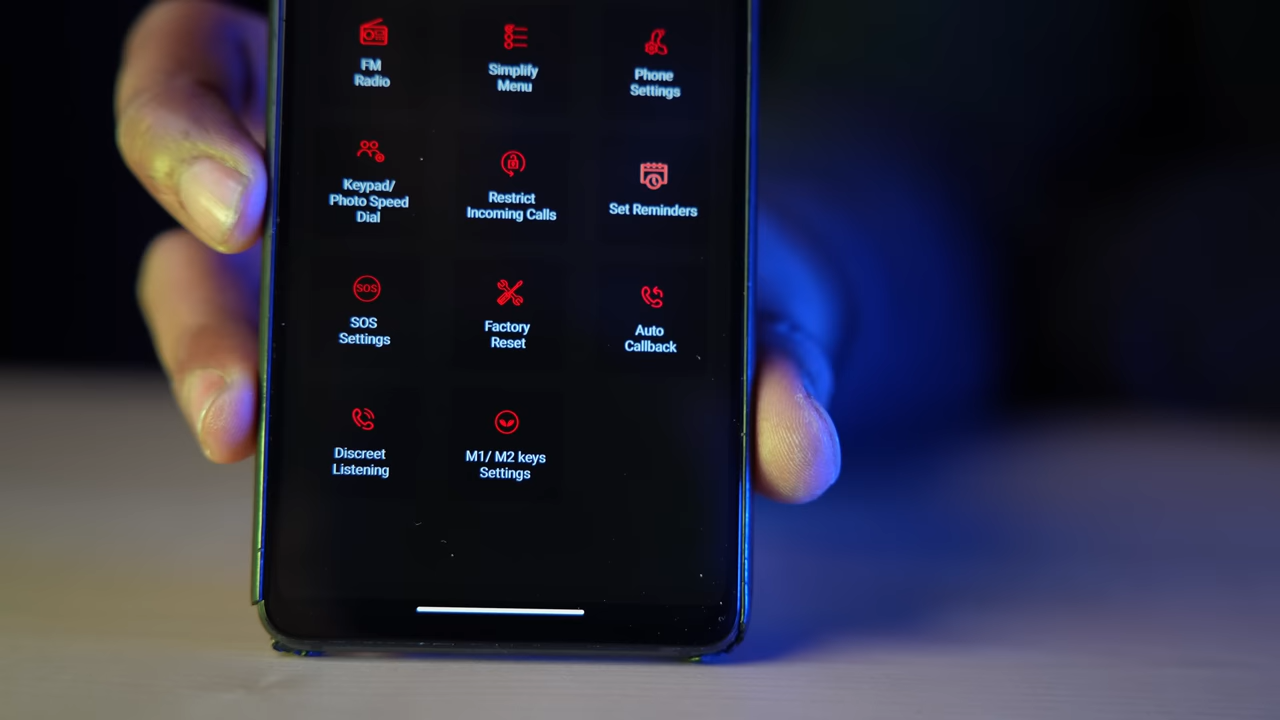 FM
Radio
Simplify
Menu
Phone
Settings
Keypad/
Photo Speed
Dial
Restrict
Incoming Calls
Set Reminders
SOS
SOS
Settings
Factory
Reset
Auto
Callback
Discreet
Listening
M1/ M2 keys
Settings